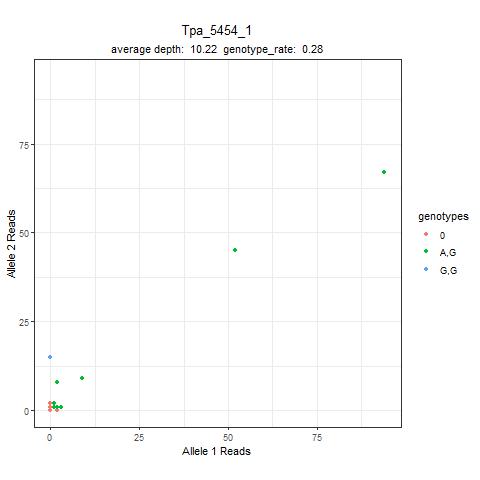 Tpa_5454_1
average depth:  10.22  genotype_rate:  0.28
Allele 2 Reads
75
50
25
0
0
25
50
75
Allele 1 Reads
genotypes
0
A,G
G,G